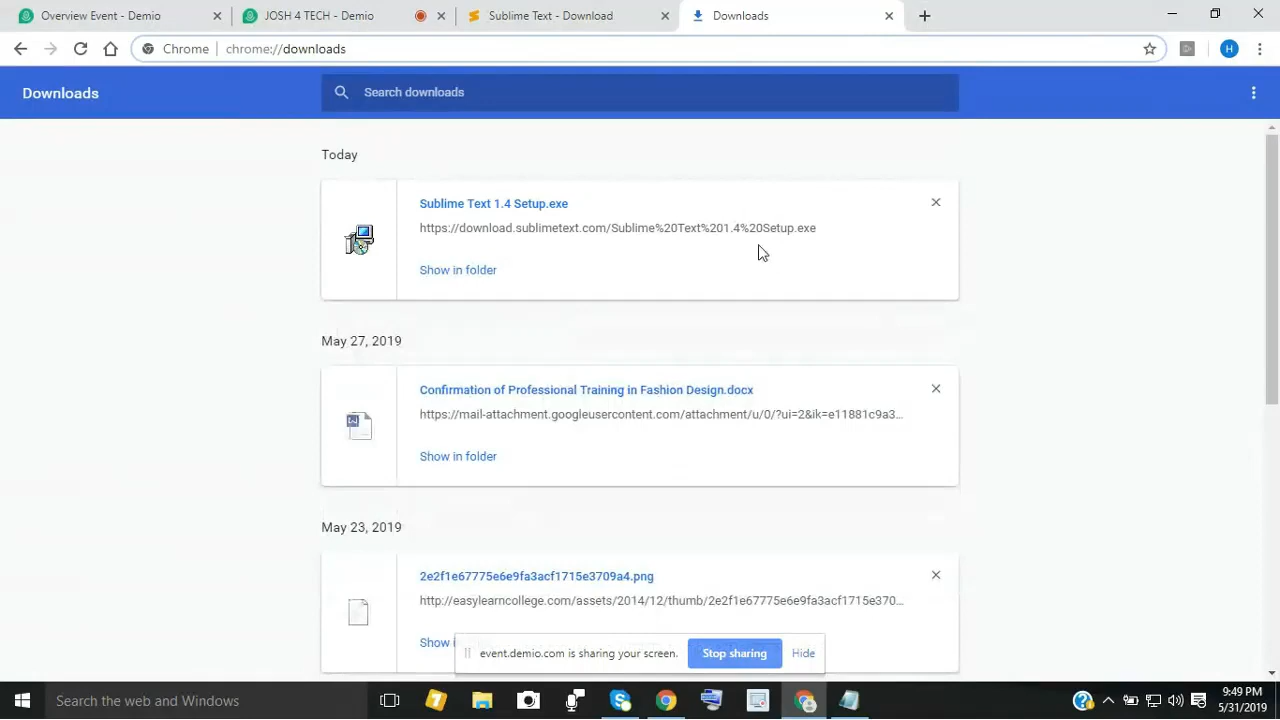 Overview Event - Demio
JOSH 4 TECH - Demio
Sublime Text - Download
Downloads
Chrome
chrome://downloads
H
Downloads
Search downloads
Today
Sublime Text 1.4 Setup.exe
https://download.sublimetext.com/Sublime%20Text%201.4%20Setup.exe
Show in folder
May 27, 2019
Confirmation of Professional Training in Fashion Design.docx
https://mail-attachment.googleusercontent.com/attachment/u/0/?ui=2&ik=e11881c9a3...
Show in folder
May 23, 2019
2e2f1e67775e6e9fa3acf1715e3709a4.png
http://easylearncollege.com/assets/2014/12/thumb/2e2f1e67775e6e9fa3acf1715e370...
Show i
event.demio.com is sharing your screen.
Stop sharing
Hide
Search the web and Windows
9:49 PM
5/31/2019